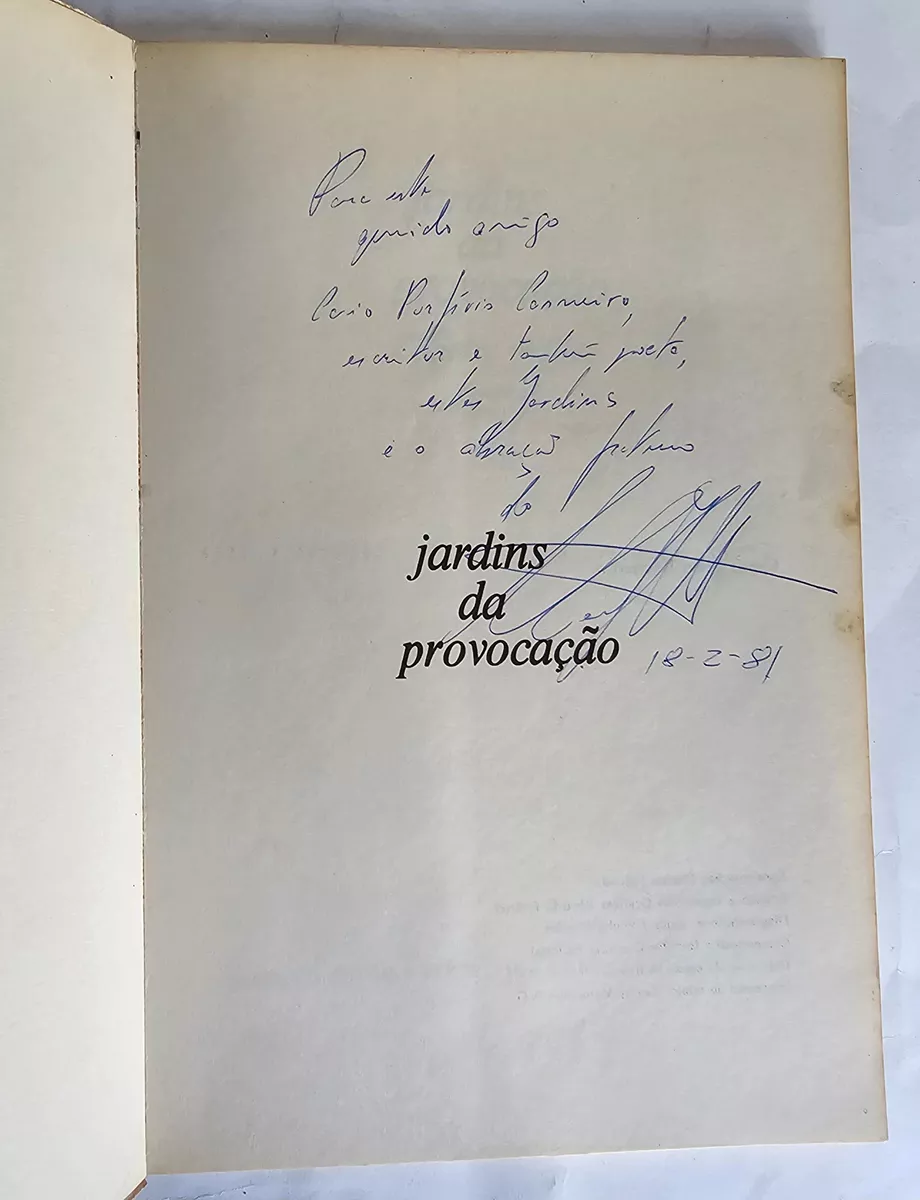 Para este
querido amigo
Caio Porfírio Carneiro,
escritor e também poeta,
estes Jardins
e o abração fraterno
do
jardins
da
provocação
18-2-81